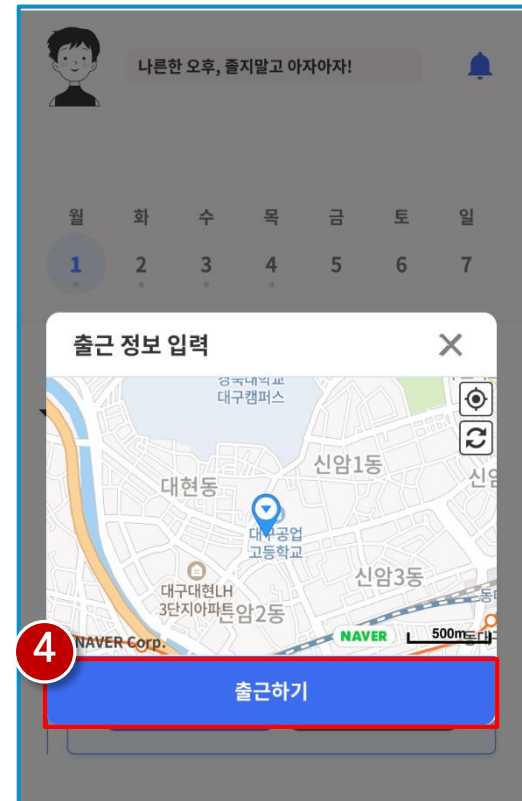 나른한 오후, 졸지말고 아자아자!
월 화 수 목 금 토 일
1 2 3 4 5 6 7
출근 정보 입력
대구캠퍼스
신암1동
대현동
대구공업
고등학교
대구대현LH
3단지아파트
신암3동
암2동
NAVER
500m
NAVER Corp.
4
출근하기